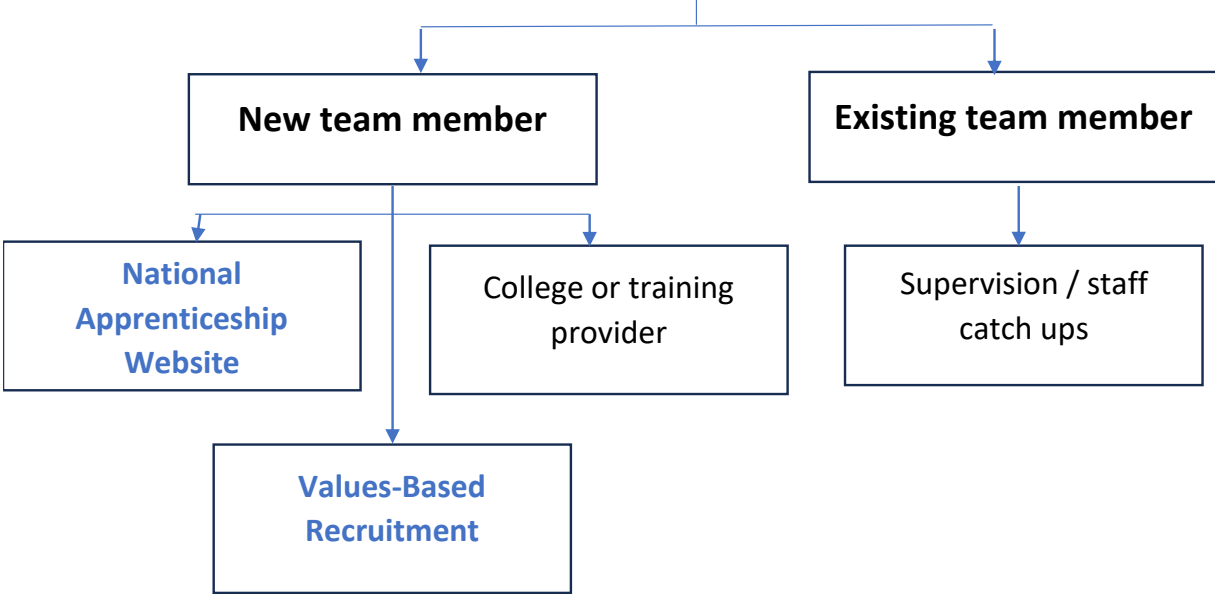 New team member
Existing team member
National
Apprenticeship
Website
College or training
provider
Supervision / staff
catch ups
Values-Based
Recruitment